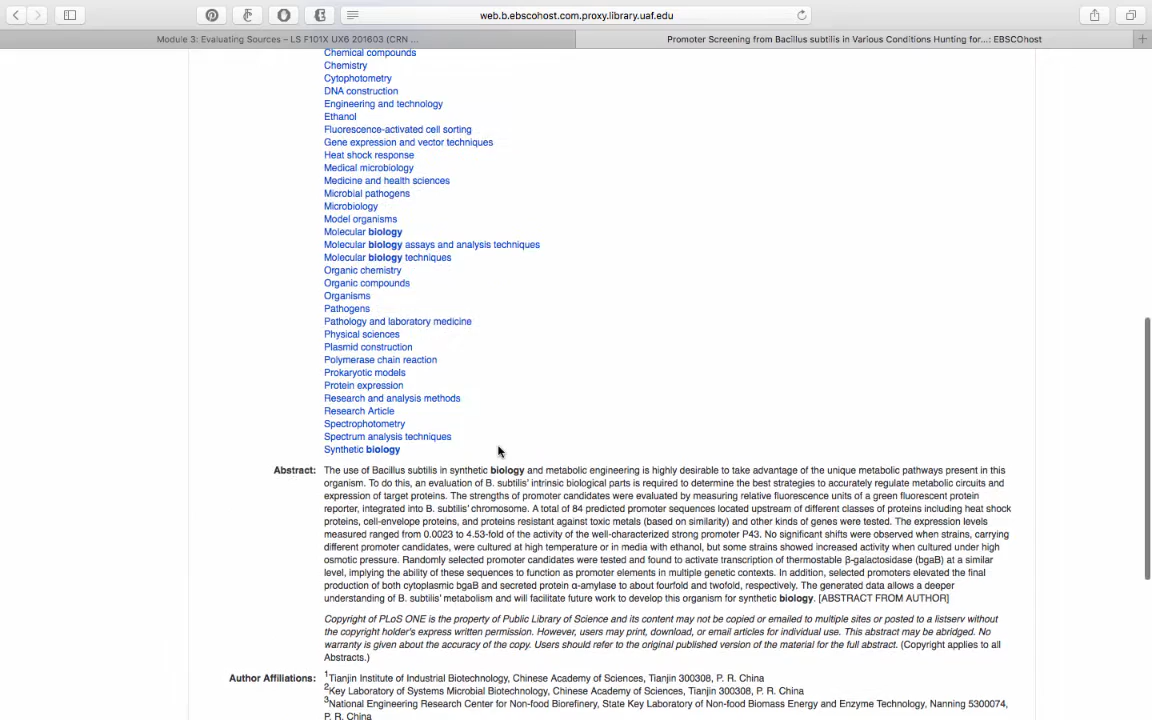 web.b.ebscohost.com.proxy.library.uaf.edu
Module 3: Evaluating Sources – LS F101X UX6 201603 (CRN ...
Promoter Screening from Bacillus subtilis in Various Conditions Hunting for...: EBSCOhost
Chemical compounds
Chemistry
Cytophotometry
DNA construction
Engineering and technology
Ethanol
Fluorescence-activated cell sorting
Gene expression and vector techniques
Heat shock response
Medical microbiology
Medicine and health sciences
Microbial pathogens
Microbiology
Model organisms
Molecular biology
Molecular biology assays and analysis techniques
Molecular biology techniques
Organic chemistry
Organic compounds
Organisms
Pathogens
Pathology and laboratory medicine
Physical sciences
Plasmid construction
Polymerase chain reaction
Prokaryotic models
Protein expression
Research and analysis methods
Research Article
Spectrophotometry
Spectrum analysis techniques
Synthetic biology
Abstract: The use of Bacillus subtilis in synthetic biology and metabolic engineering is highly desirable to take advantage of the unique metabolic pathways present in this
organism. To do this, an evaluation of B. subtilis' intrinsic biological parts is required to determine the best strategies to accurately regulate metabolic circuits and
expression of target proteins. The strengths of promoter candidates were evaluated by measuring relative fluorescence units of a green fluorescent protein
reporter, integrated into B. subtilis' chromosome. A total of 84 predicted promoter sequences located upstream of different classes of proteins including heat shock
proteins, cell-envelope proteins, and proteins resistant against toxic metals (based on similarity) and other kinds of genes were tested. The expression levels
measured ranged from 0.0023 to 4.53-fold of the activity of the well-characterized strong promoter P43. No significant shifts were observed when strains, carrying
different promoter candidates, were cultured at high temperature or in media with ethanol, but some strains showed increased activity when cultured under high
osmotic pressure. Randomly selected promoter candidates were tested and found to activate transcription of thermostable β-galactosidase (bgaB) at a similar
level, implying the ability of these sequences to function as promoter elements in multiple genetic contexts. In addition, selected promoters elevated the final
production of both cytoplasmic bgaB and secreted protein α-amylase to about fourfold and twofold, respectively. The generated data allows a deeper
understanding of B. subtilis' metabolism and will facilitate future work to develop this organism for synthetic biology. [ABSTRACT FROM AUTHOR]
Copyright of PLoS ONE is the property of Public Library of Science and its content may not be copied or emailed to multiple sites or posted to a listserv without
the copyright holder's express written permission. However, users may print, download, or email articles for individual use. This abstract may be abridged. No
warranty is given about the accuracy of the copy. Users should refer to the original published version of the material for the full abstract. (Copyright applies to all
Abstracts.)
Author Affiliations: 1Tianjin Institute of Industrial Biotechnology, Chinese Academy of Sciences, Tianjin 300308, P. R. China
2Key Laboratory of Systems Microbial Biotechnology, Chinese Academy of Sciences, Tianjin 300308, P. R. China
3National Engineering Research Center for Non-food Biorefinery, State Key Laboratory of Non-food Biomass Energy and Enzyme Technology, Nanning 5300074,
P. R. China